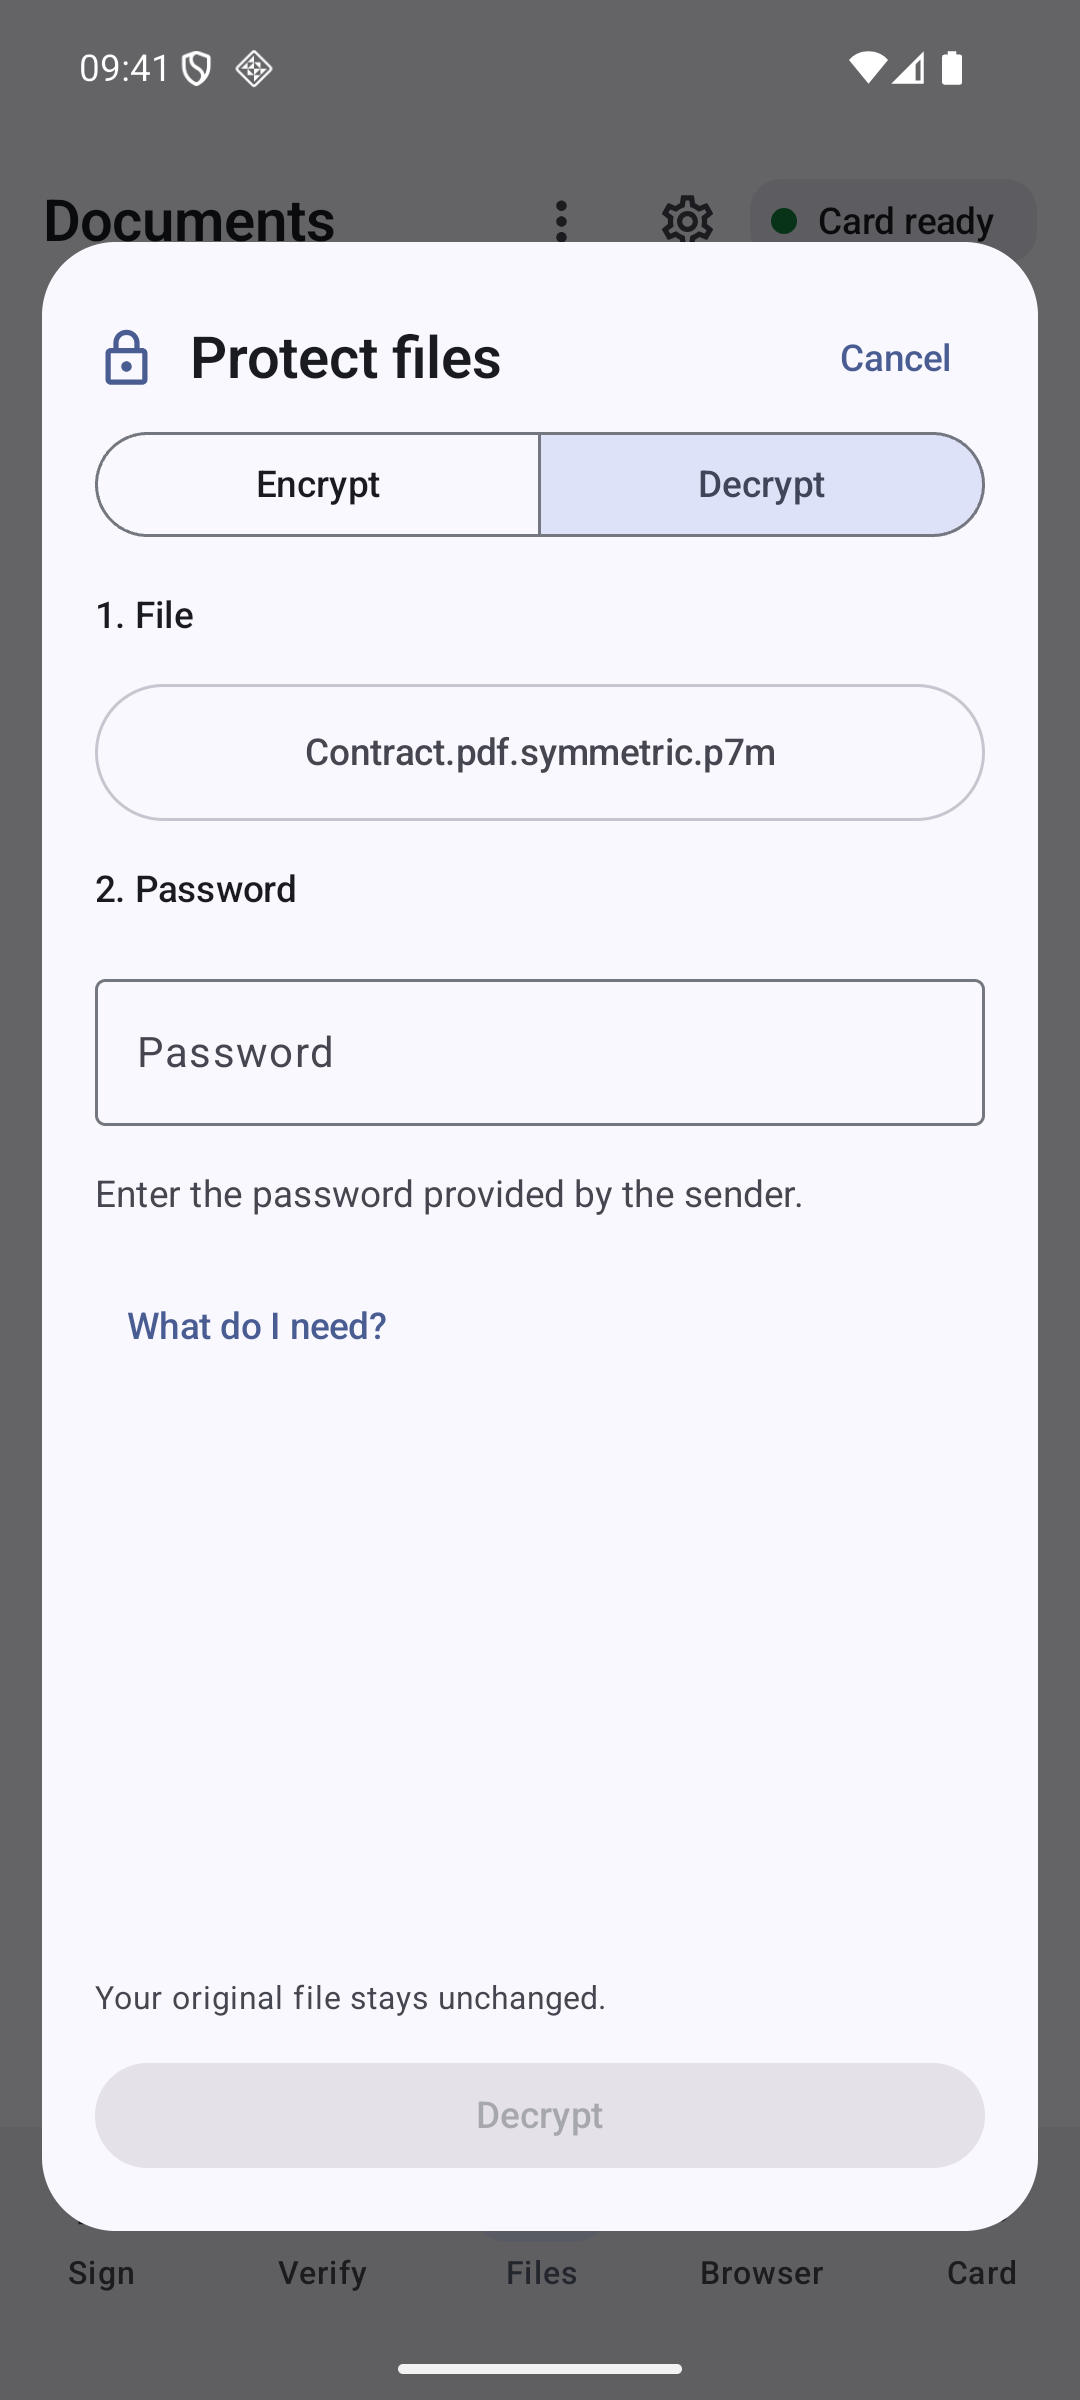 09:41
Documents
Card ready
Protect files
Cancel
Encrypt
Decrypt
1. File
Contract.pdf.symmetric.p7m
2. Password
Password
Enter the password provided by the sender.
What do I need?
Your original file stays unchanged.
Decrypt
Sign
Verify
Files
Browser
Card